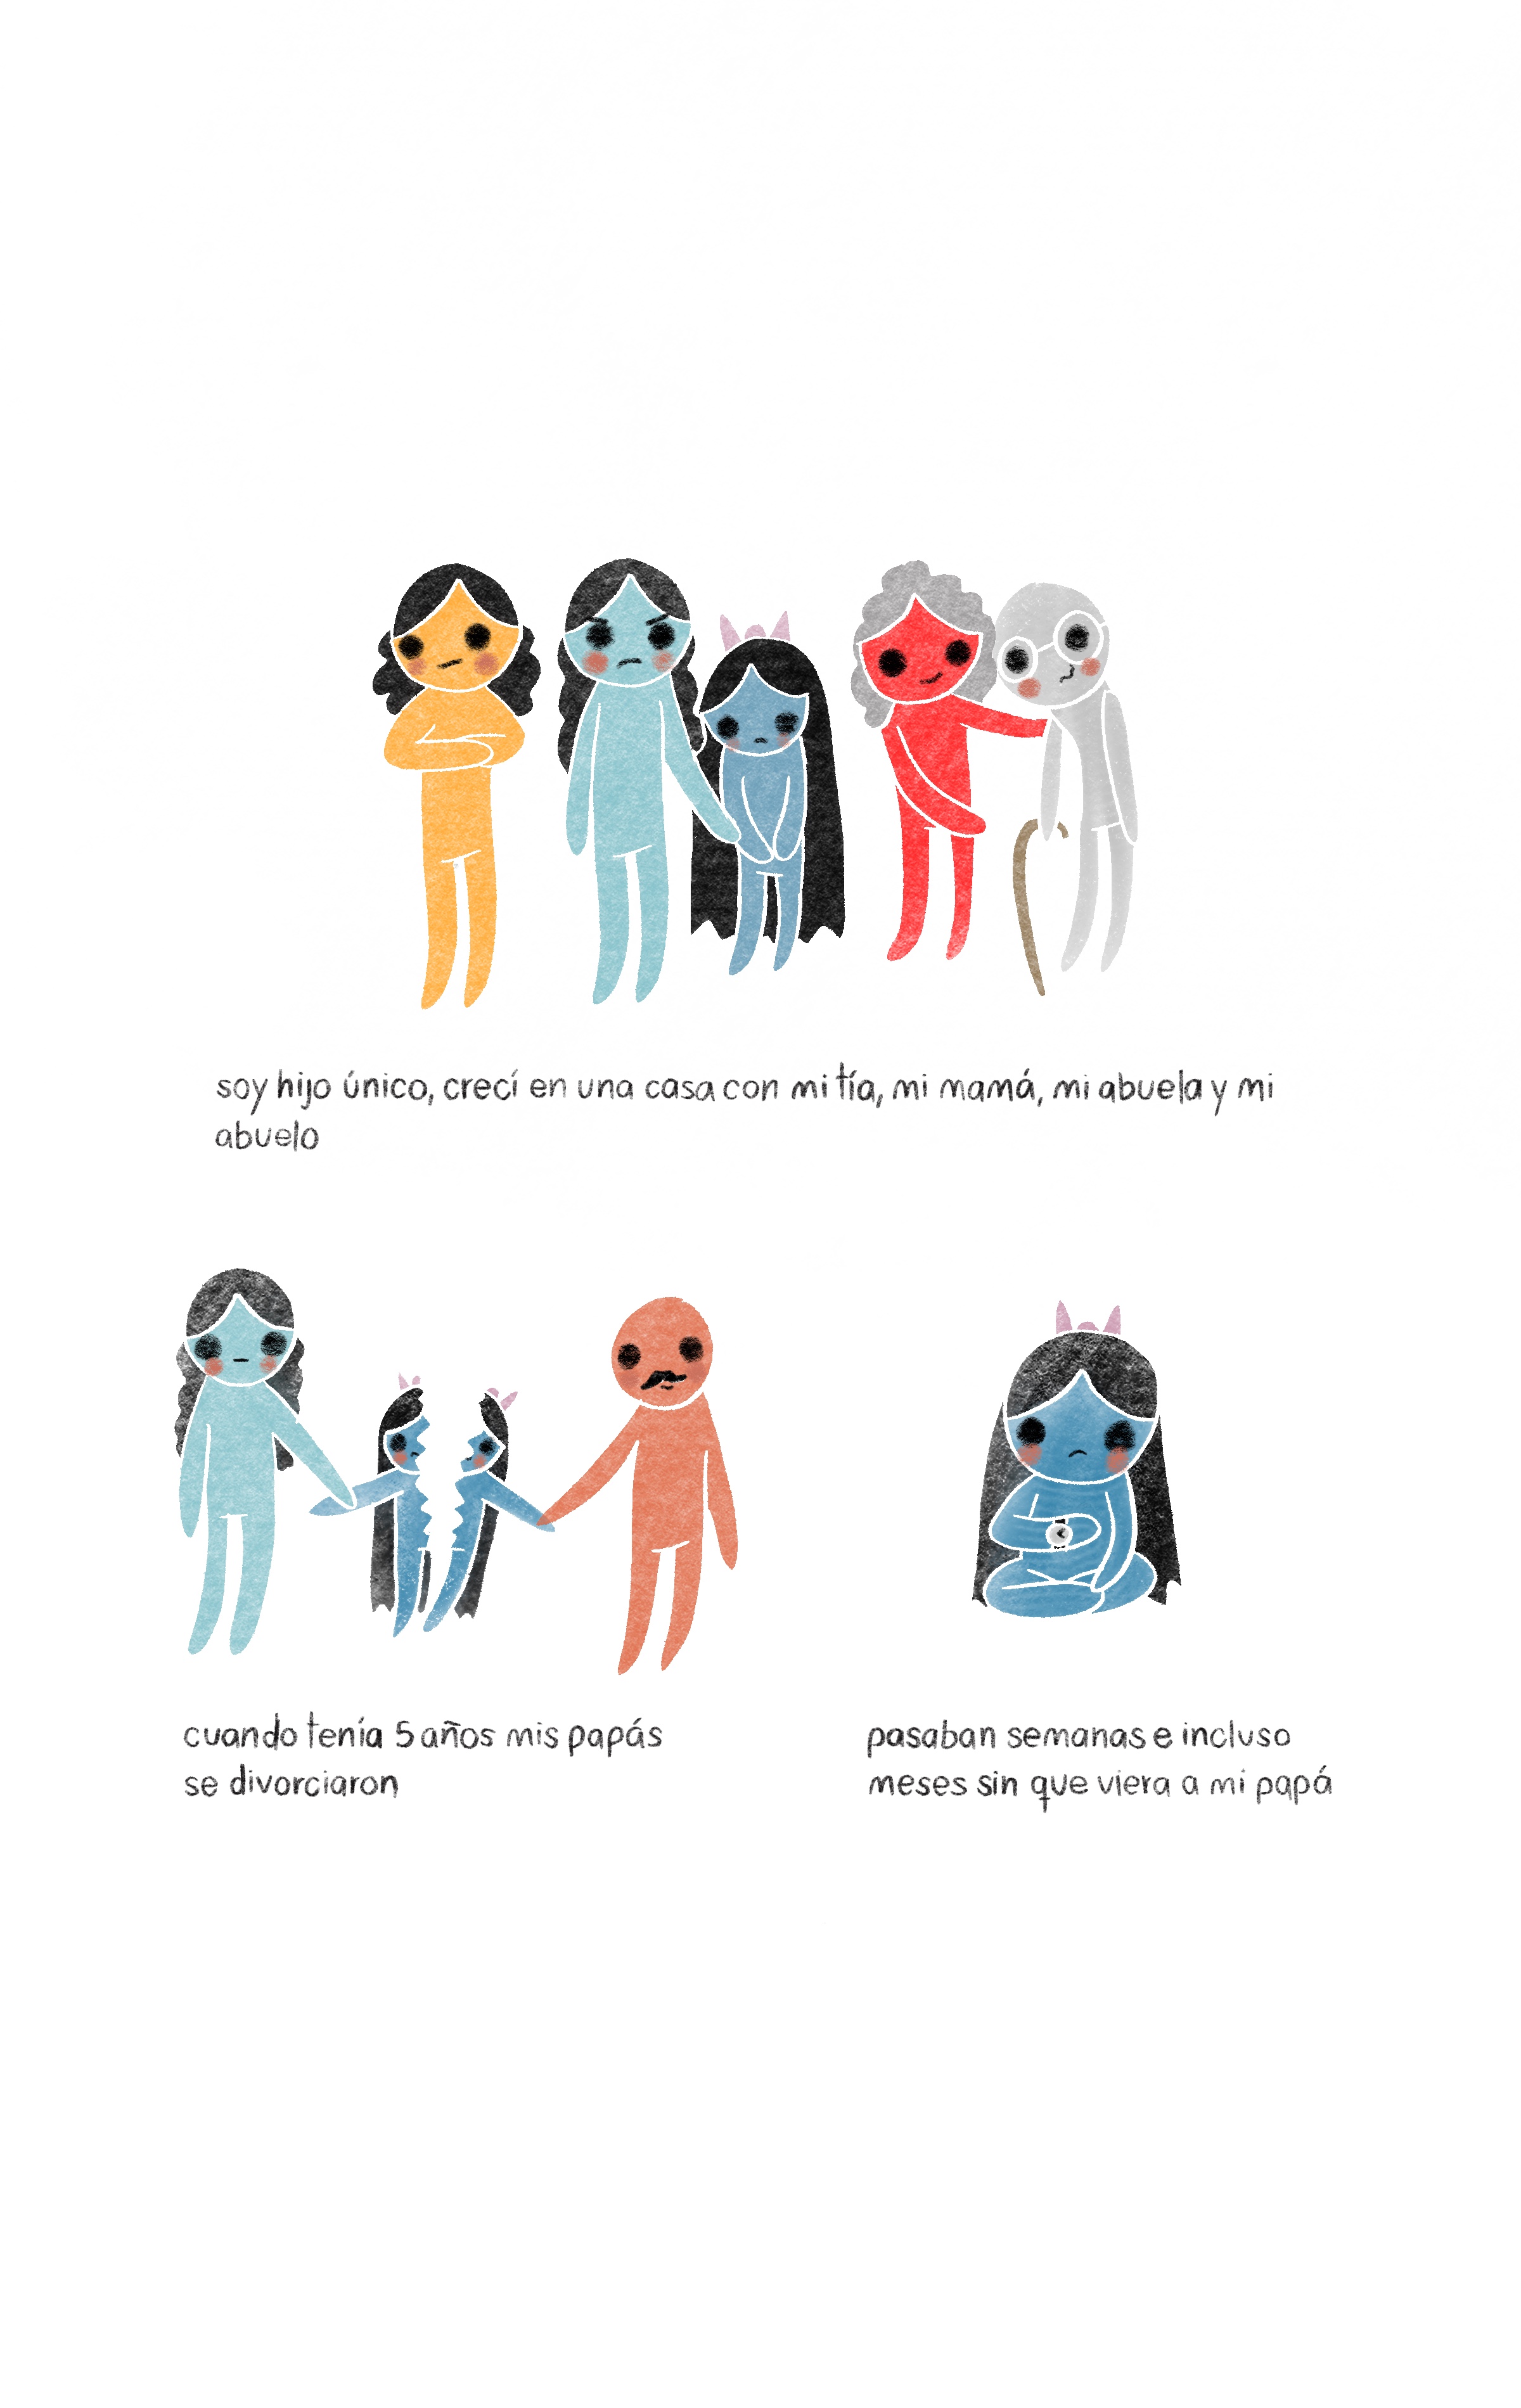 soy hijo único, crecí en una casa con mi tía, mi mamá, mi abuela y mi
abuelo
cuando tenía 5 años mis papás
se divorciaron
pasaban semanas e incluso
meses sin que viera a mi papá